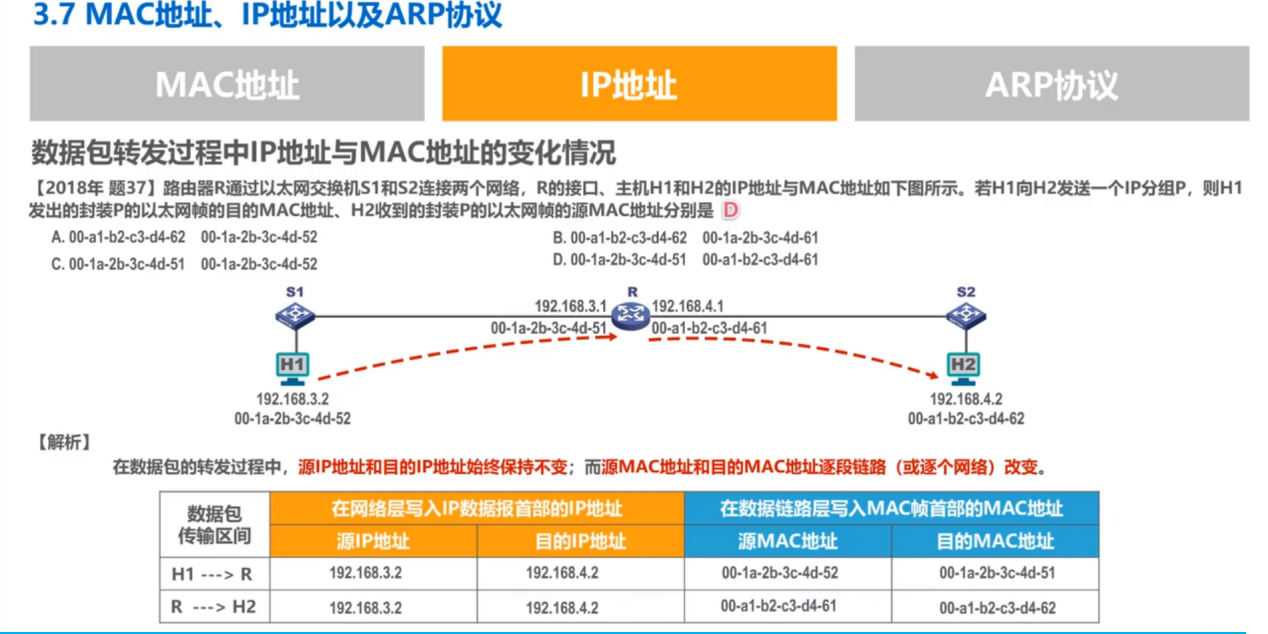 3.7 MAC地址、IP地址以及ARP协议
MAC地址 IP地址 ARP协议
数据包转发过程中IP地址与MAC地址的变化情况
【2018年 题37】路由器R通过以太网交换机S1和S2连接两个网络，R的接口、主机H1和H2的IP地址与MAC地址如下图所示。若H1向H2发送一个IP分组P，则H1
发出的封装P的以太网帧的目的MAC地址、H2收到的封装P的以太网帧的源MAC地址分别是 D
A. 00-a1-b2-c3-d4-62 00-1a-2b-3c-4d-52
B. 00-a1-b2-c3-d4-62 00-1a-2b-3c-4d-61
C. 00-1a-2b-3c-4d-51 00-1a-2b-3c-4d-52
D. 00-1a-2b-3c-4d-51 00-a1-b2-c3-d4-61
S1 R S2
192.168.3.1 192.168.4.1
00-1a-2b-3c-4d-51 00-a1-b2-c3-d4-61
H1 H2
192.168.3.2 192.168.4.2
00-1a-2b-3c-4d-52 00-a1-b2-c3-d4-62
【解析】
在数据包的转发过程中，源IP地址和目的IP地址始终保持不变；而源MAC地址和目的MAC地址逐段链路（或逐个网络）改变。
数据包
传输区间
在网络层写入IP数据报首部的IP地址 在数据链路层写入MAC帧首部的MAC地址
源IP地址 目的IP地址 源MAC地址 目的MAC地址
H1 ---> R 192.168.3.2 192.168.4.2 00-1a-2b-3c-4d-52 00-1a-2b-3c-4d-51
R ---> H2 192.168.3.2 192.168.4.2 00-a1-b2-c3-d4-61 00-a1-b2-c3-d4-62